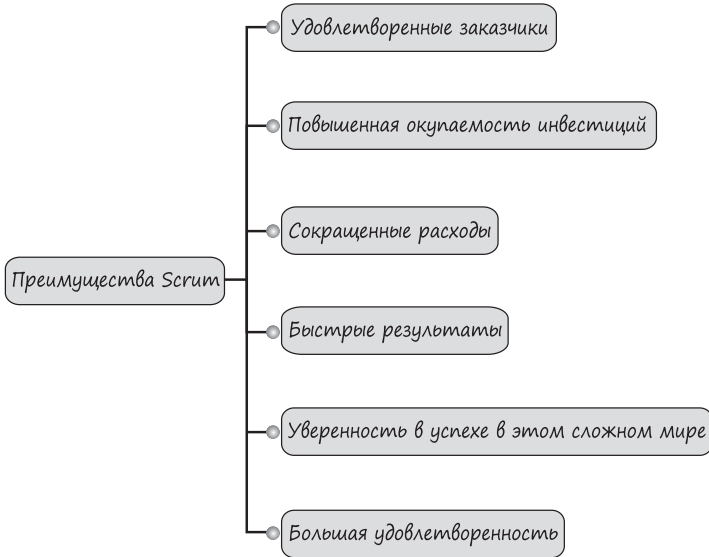 Удовлетворенные заказчики
Повышенная окупаемость инвестиций
Сокращенные расходы
Преимущества Scrum
Быстрые результаты
Уверенность в успехе в этом сложном мире
Большая удовлетворенность